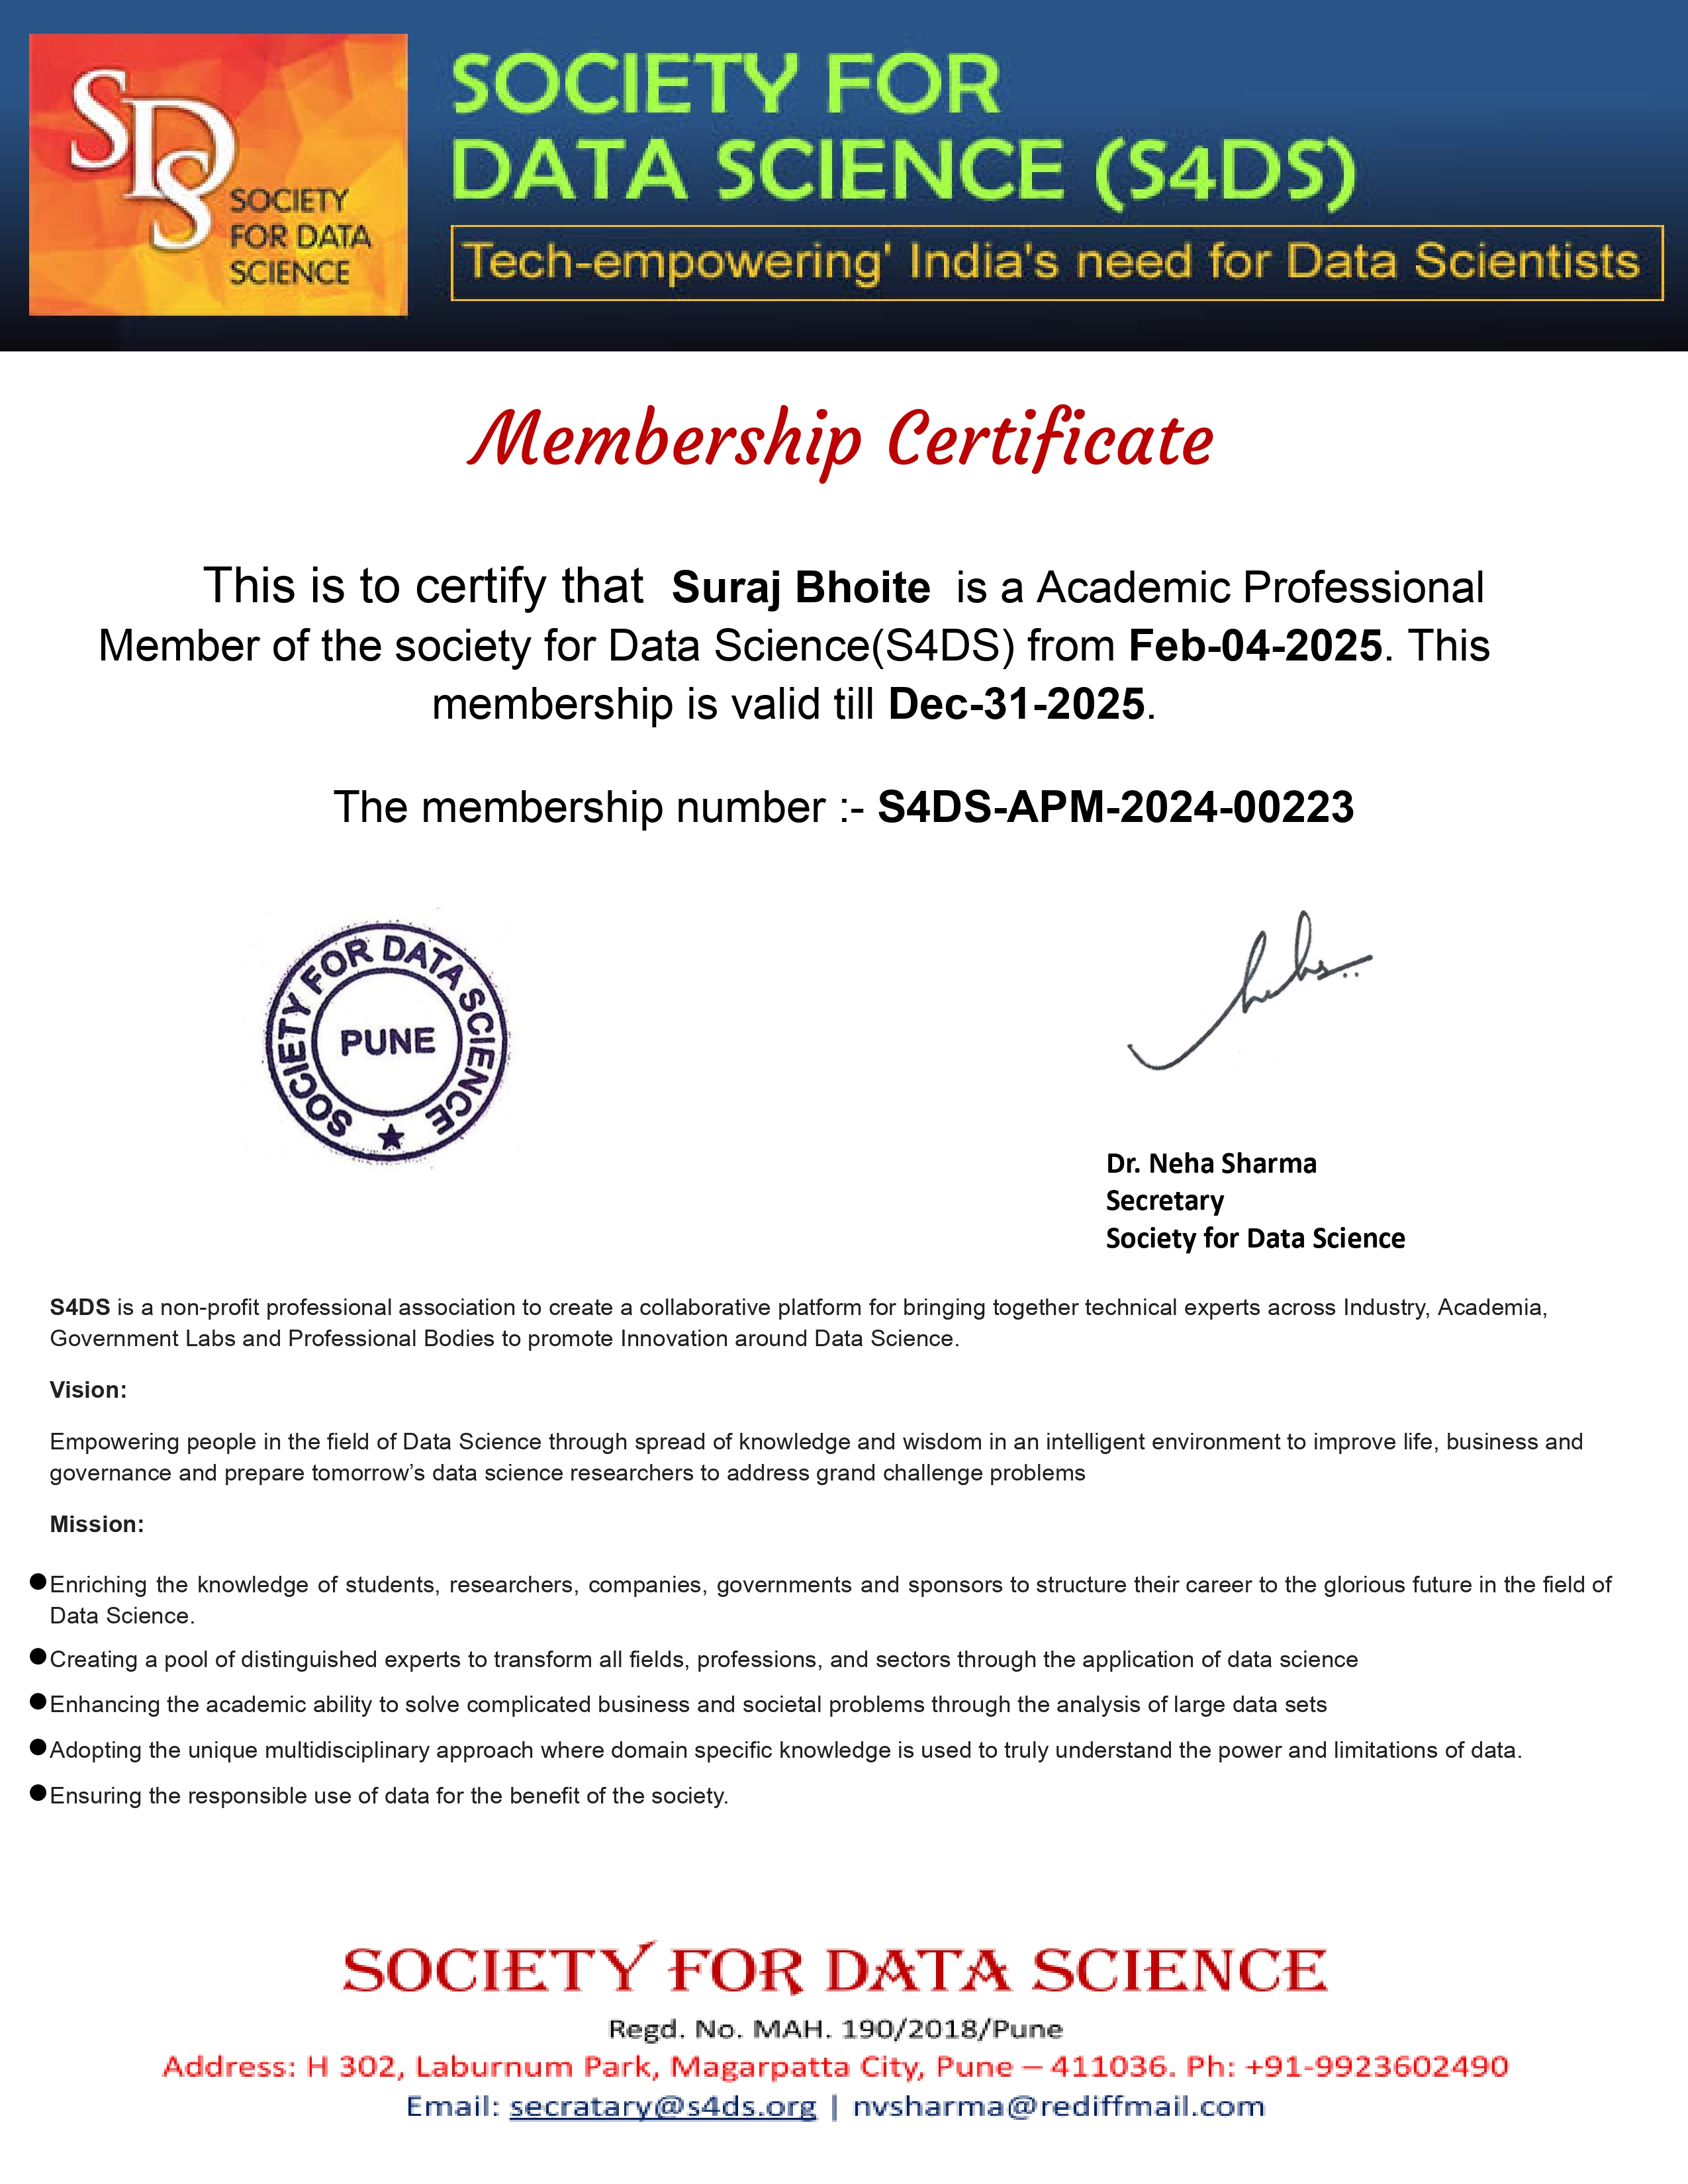 SDS
SOCIETY
FOR DATA
SCIENCE
SOCIETY FOR
DATA SCIENCE (S4DS)
Tech-empowering' India's need for Data Scientists
Membership Certificate
This is to certify that Suraj Bhoite is a Academic Professional
Member of the society for Data Science(S4DS) from Feb-04-2025. This
membership is valid till Dec-31-2025.
The membership number :- S4DS-APM-2024-00223
SOCIETY FOR DATA SCIENCE
PUNE
Dr. Neha Sharma
Secretary
Society for Data Science
S4DS is a non-profit professional association to create a collaborative platform for bringing together technical experts across Industry, Academia,
Government Labs and Professional Bodies to promote Innovation around Data Science.
Vision:
Empowering people in the field of Data Science through spread of knowledge and wisdom in an intelligent environment to improve life, business and
governance and prepare tomorrow’s data science researchers to address grand challenge problems
Mission:
●Enriching the knowledge of students, researchers, companies, governments and sponsors to structure their career to the glorious future in the field of
Data Science.
●Creating a pool of distinguished experts to transform all fields, professions, and sectors through the application of data science
●Enhancing the academic ability to solve complicated business and societal problems through the analysis of large data sets
●Adopting the unique multidisciplinary approach where domain specific knowledge is used to truly understand the power and limitations of data.
●Ensuring the responsible use of data for the benefit of the society.
SOCIETY FOR DATA SCIENCE
Regd. No. MAH. 190/2018/Pune
Address: H 302, Laburnum Park, Magarpatta City, Pune – 411036. Ph: +91-9923602490
Email: secratary@s4ds.org | nvsharma@rediffmail.com